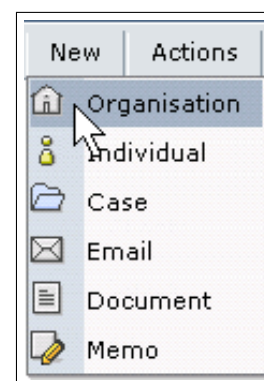 New Actions
Organisation
Individual
Case
Email
Document
Memo